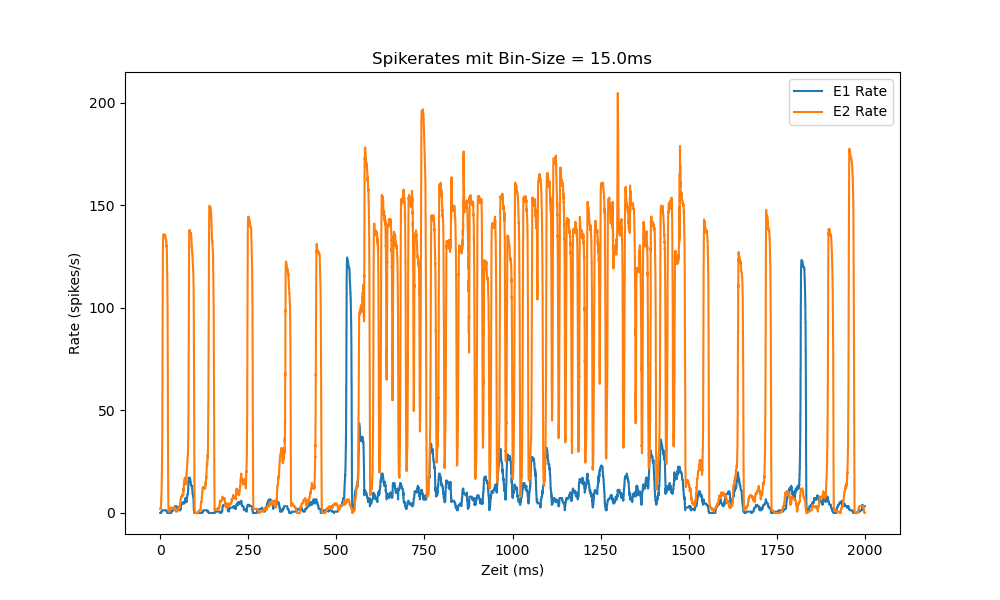 Spikerates mit Bin-Size = 15.0ms
E1 Rate
E2 Rate
Rate (spikes/s)
200
150
100
50
0
0 250 500 750 1000 1250 1500 1750 2000
Zeit (ms)